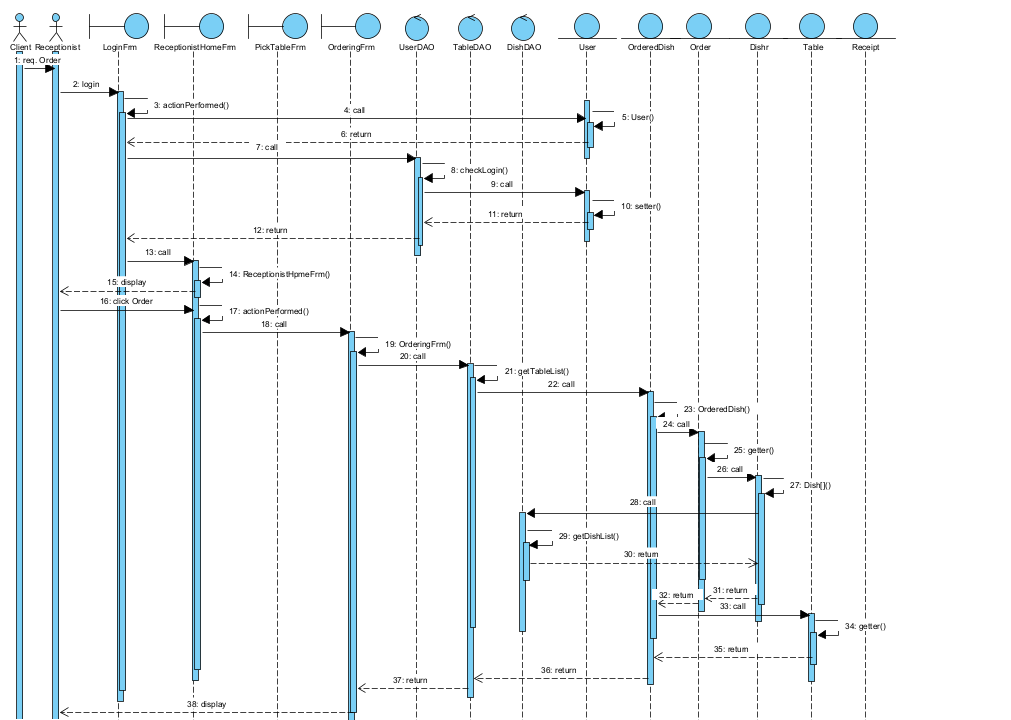 Client Receptionist LoginFrm ReceptionistHomeFrm PickTableFrm OrderingFrm UserDAO TableDAO DishDAO User OrderedDish Order Dishr Table Receipt
1: req. Order
2: login
3: actionPerformed()
4: call
5: User()
6: return
7: call
8: checkLogin()
9: call
10: setter()
11: return
12: return
13: call
14: ReceptionistHpmeFrm()
15: display
16: click Order
17: actionPerformed()
18: call
19: OrderingFrm()
20: call
21: getTableList()
22: call
23: OrderedDish()
24: call
25: getter()
26: call
27: Dish[]()
28: call
29: getDishList()
30: return
31: return
32: return
33: call
34: getter()
35: return
36: return
37: return
38: display